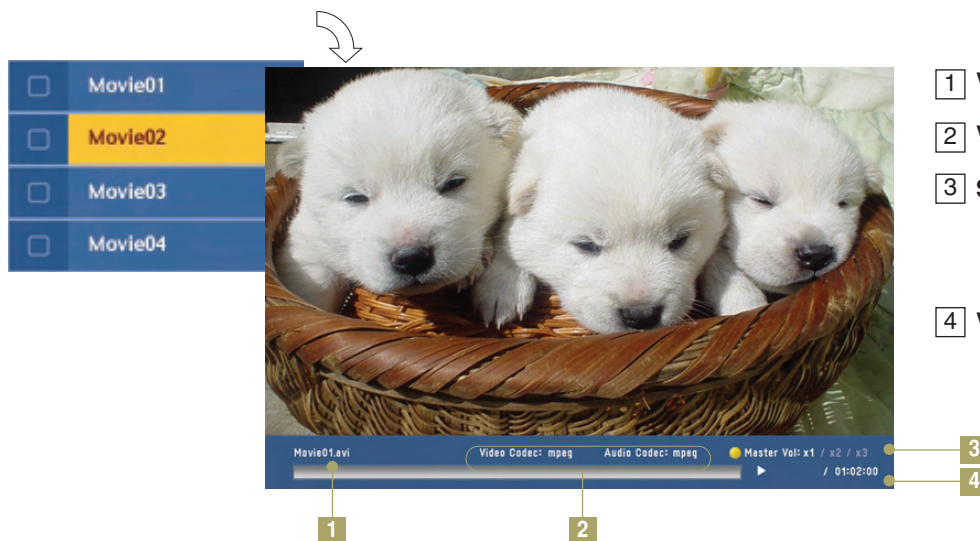 Movie01
Movie02
Movie03
Movie04
1 V
2 V
3 S
4 V
Movie01.avi Video Codec: mpeg Audio Codec: mpeg Master Vol: x1 / x2 / x3
/ 01:02:00
3
4
1
2